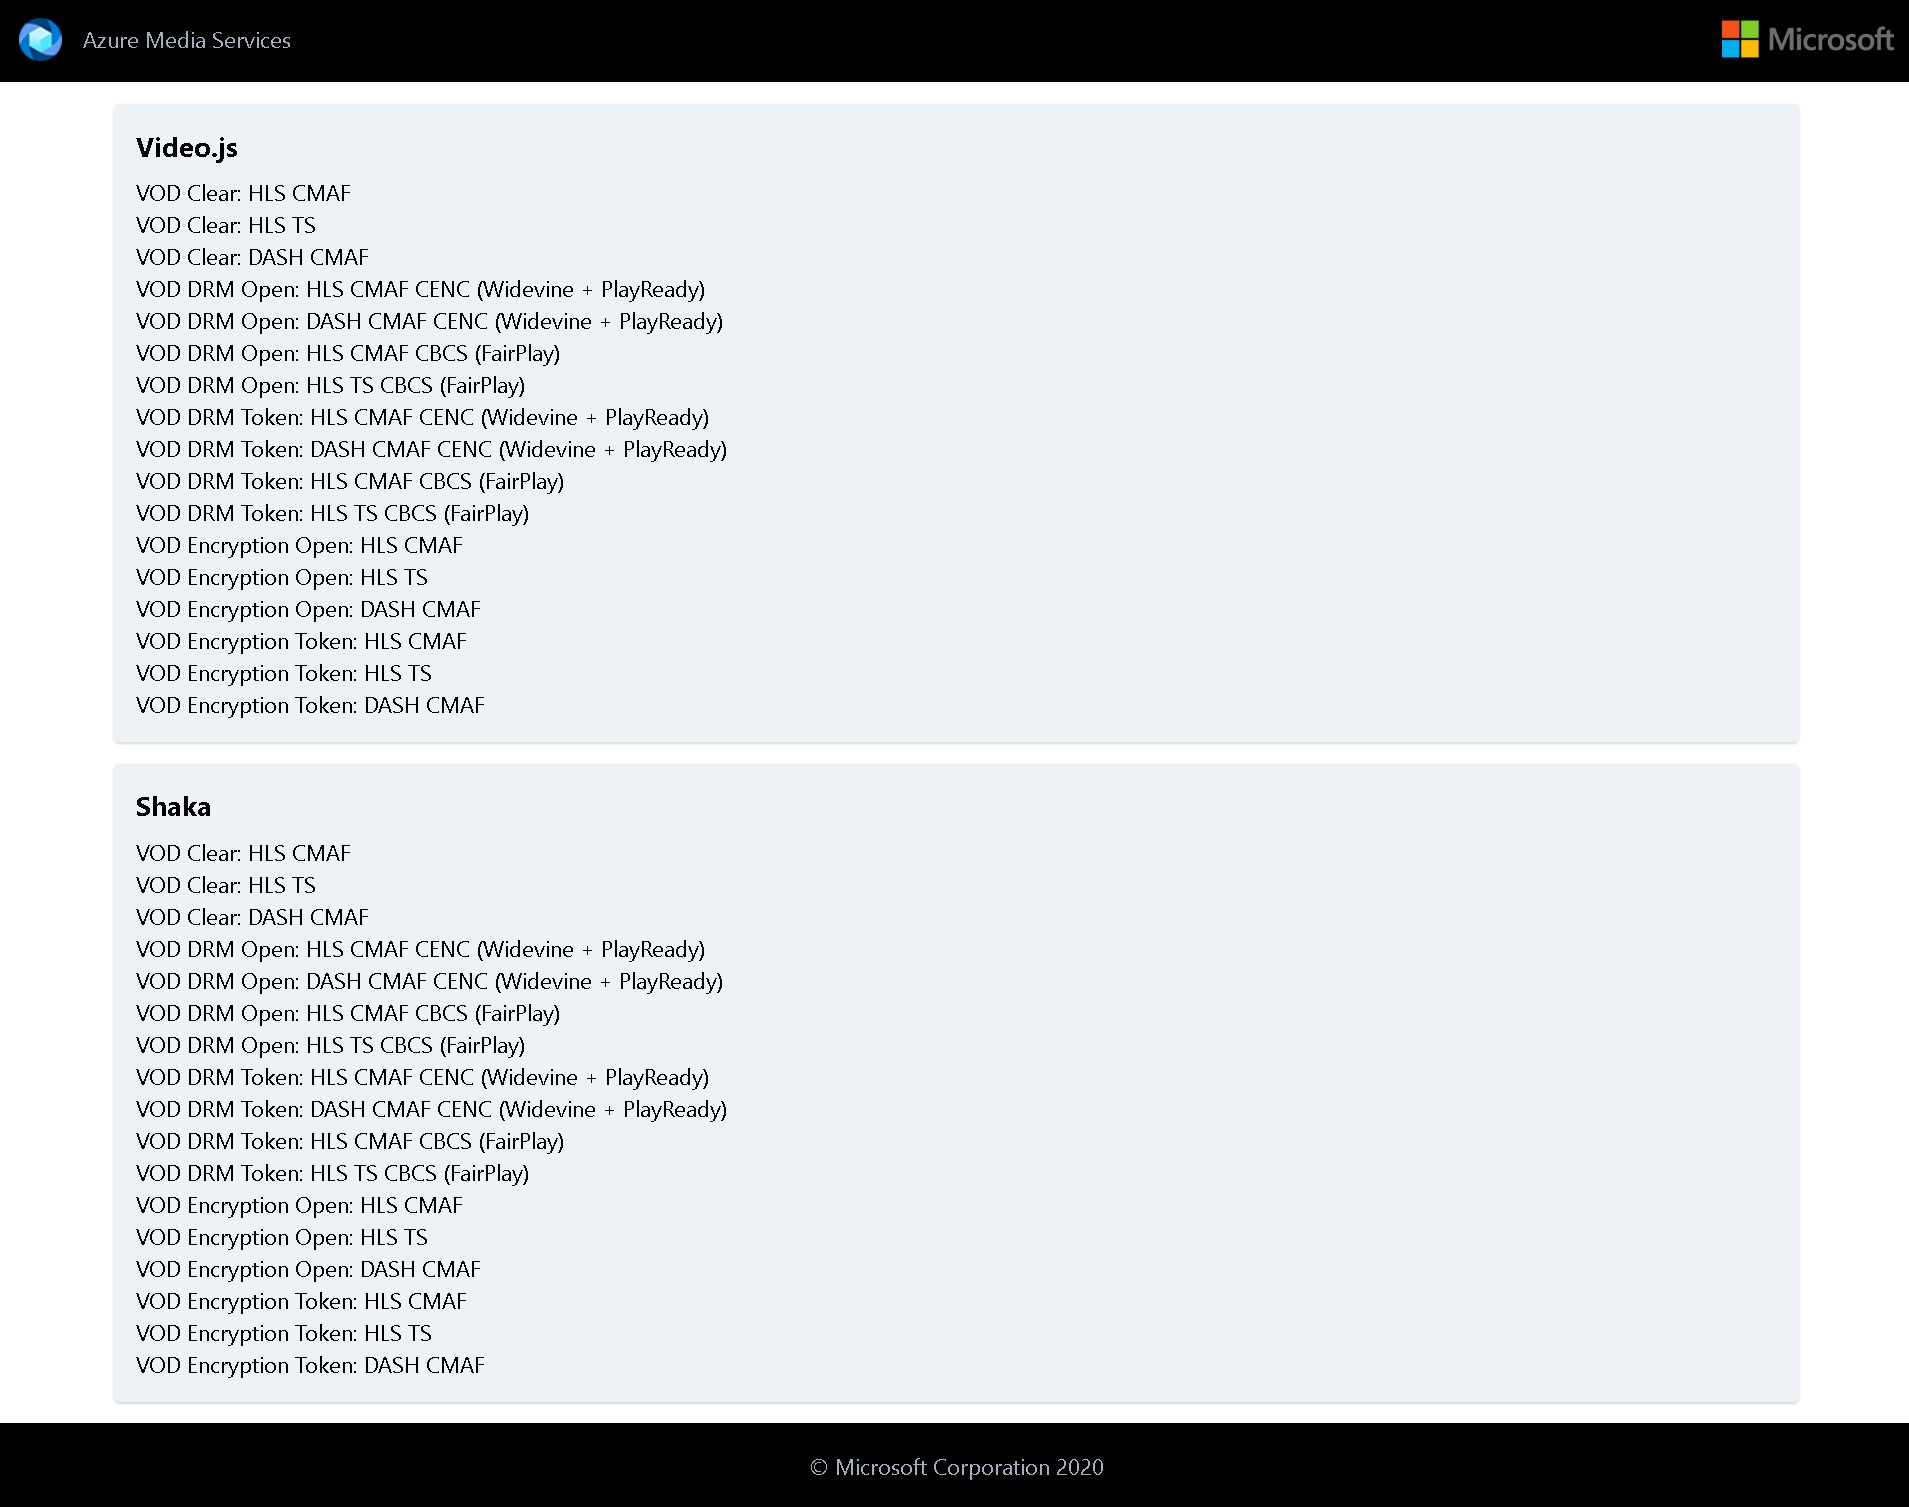 Azure Media Services
Microsoft
Video.js
VOD Clear: HLS CMAF
VOD Clear: HLS TS
VOD Clear: DASH CMAF
VOD DRM Open: HLS CMAF CENC (Widevine + PlayReady)
VOD DRM Open: DASH CMAF CENC (Widevine + PlayReady)
VOD DRM Open: HLS CMAF CBCS (FairPlay)
VOD DRM Open: HLS TS CBCS (FairPlay)
VOD DRM Token: HLS CMAF CENC (Widevine + PlayReady)
VOD DRM Token: DASH CMAF CENC (Widevine + PlayReady)
VOD DRM Token: HLS CMAF CBCS (FairPlay)
VOD DRM Token: HLS TS CBCS (FairPlay)
VOD Encryption Open: HLS CMAF
VOD Encryption Open: HLS TS
VOD Encryption Open: DASH CMAF
VOD Encryption Token: HLS CMAF
VOD Encryption Token: HLS TS
VOD Encryption Token: DASH CMAF
Shaka
VOD Clear: HLS CMAF
VOD Clear: HLS TS
VOD Clear: DASH CMAF
VOD DRM Open: HLS CMAF CENC (Widevine + PlayReady)
VOD DRM Open: DASH CMAF CENC (Widevine + PlayReady)
VOD DRM Open: HLS CMAF CBCS (FairPlay)
VOD DRM Open: HLS TS CBCS (FairPlay)
VOD DRM Token: HLS CMAF CENC (Widevine + PlayReady)
VOD DRM Token: DASH CMAF CENC (Widevine + PlayReady)
VOD DRM Token: HLS CMAF CBCS (FairPlay)
VOD DRM Token: HLS TS CBCS (FairPlay)
VOD Encryption Open: HLS CMAF
VOD Encryption Open: HLS TS
VOD Encryption Open: DASH CMAF
VOD Encryption Token: HLS CMAF
VOD Encryption Token: HLS TS
VOD Encryption Token: DASH CMAF
© Microsoft Corporation 2020